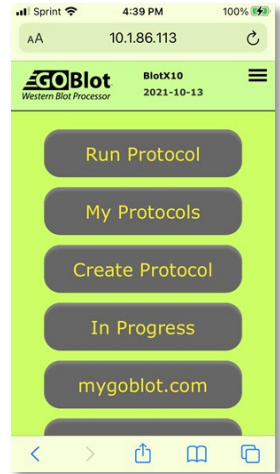 Sprint 4:39 PM 100%
AA 10.1.86.113
GOBlot BlotX10
Western Blot Processor 2021-10-13
Run Protocol
My Protocols
Create Protocol
In Progress
mygoblot.com